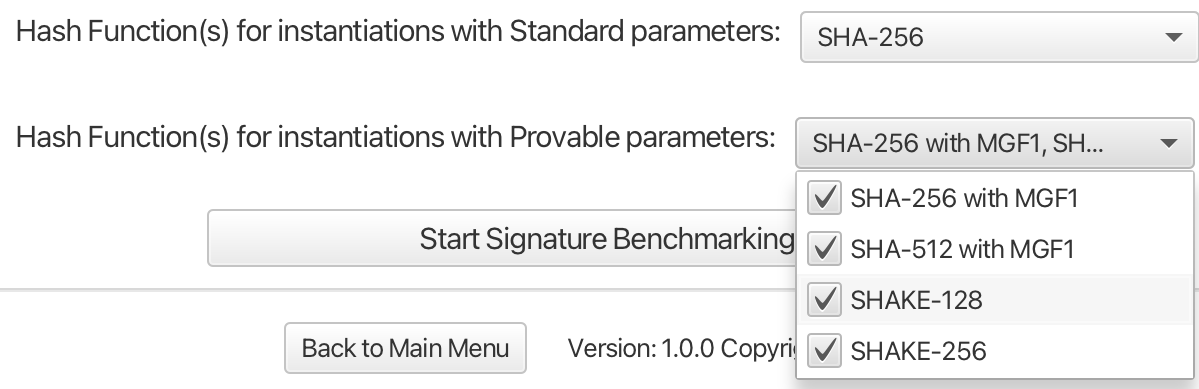 Hash Function(s) for instantiations with Standard parameters: SHA-256
Hash Function(s) for instantiations with Provable parameters: SHA-256 with MGF1, SH...
SHA-256 with MGF1
Start Signature Benchmarking
SHA-512 with MGF1
SHAKE-128
Back to Main Menu Version: 1.0.0
SHAKE-256